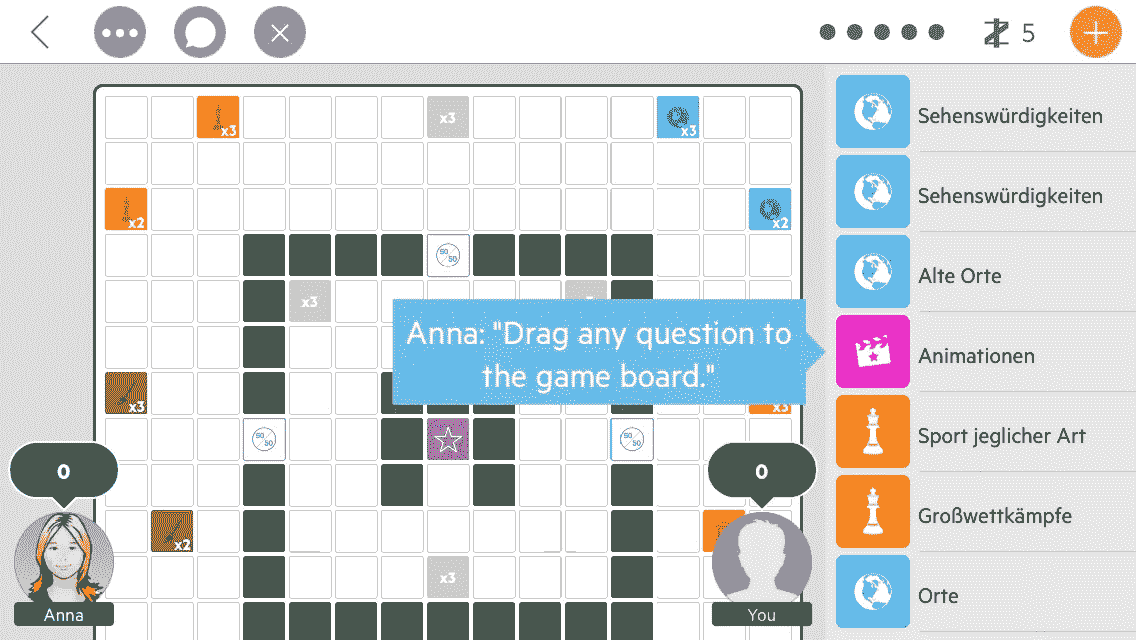 5
x3
x3
x3
Sehenswürdigkeiten
Sehenswürdigkeiten
x2
x2
50/50
Alte Orte
x3
Anna: "Drag any question to
the game board."
Animationen
x3
x3
50/50
50/50
Sport jeglicher Art
0
0
x2
Großwettkämpfe
x3
Orte
Anna
You